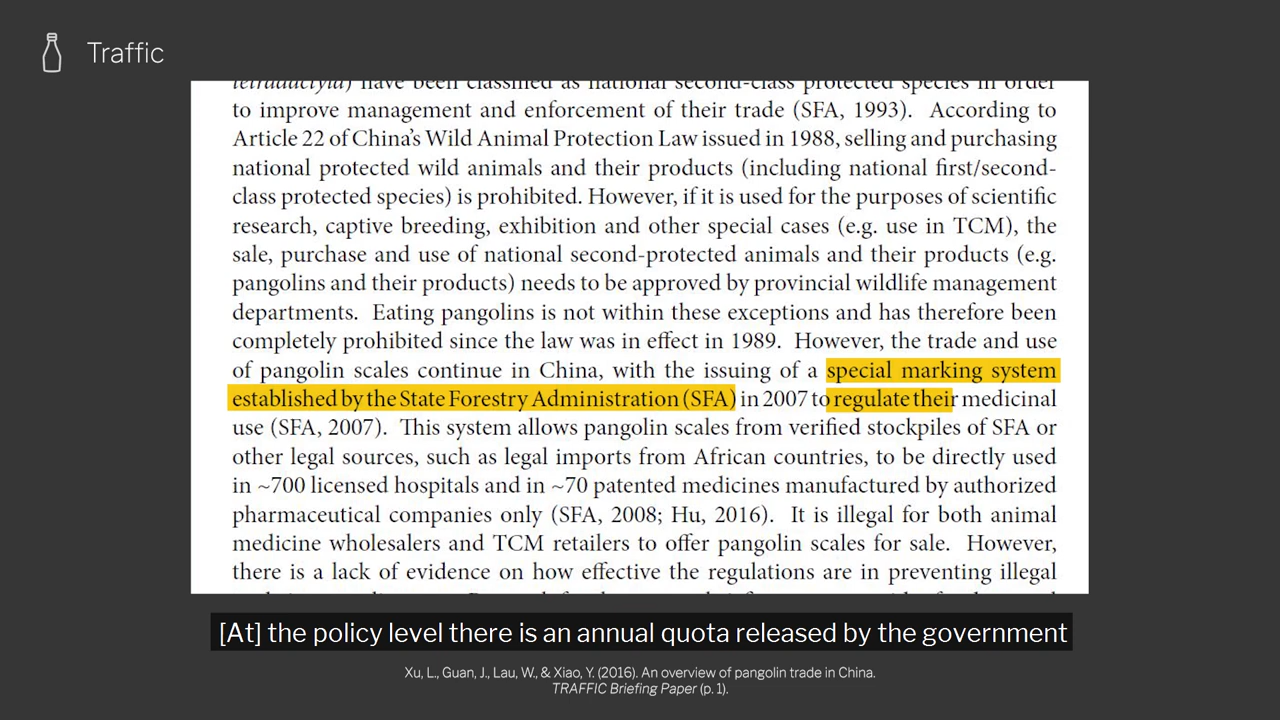 Traffic
tetradactyla) have been classified as national second-class protected species in order
to improve management and enforcement of their trade (SFA, 1993). According to
Article 22 of China's Wild Animal Protection Law issued in 1988, selling and purchasing
national protected wild animals and their products (including national first/second-
class protected species) is prohibited. However, if it is used for the purposes of scientific
research, captive breeding, exhibition and other special cases (e.g. use in TCM), the
sale, purchase and use of national second-protected animals and their products (e.g.
pangolins and their products) needs to be approved by provincial wildlife management
departments. Eating pangolins is not within these exceptions and has therefore been
completely prohibited since the law was in effect in 1989. However, the trade and use
of pangolin scales continue in China, with the issuing of a special marking system
established by the State Forestry Administration (SFA) in 2007 to regulate their medicinal
use (SFA, 2007). This system allows pangolin scales from verified stockpiles of SFA or
other legal sources, such as legal imports from African countries, to be directly used
in ~700 licensed hospitals and in ~70 patented medicines manufactured by authorized
pharmaceutical companies only (SFA, 2008; Hu, 2016). It is illegal for both animal
medicine wholesalers and TCM retailers to offer pangolin scales for sale. However,
there is a lack of evidence on how effective the regulations are in preventing illegal
[At] the policy level there is an annual quota released by the government
Xu, L., Guan, J., Lau, W., & Xiao, Y. (2016). An overview of pangolin trade in China.
TRAFFIC Briefing Paper (p. 1).